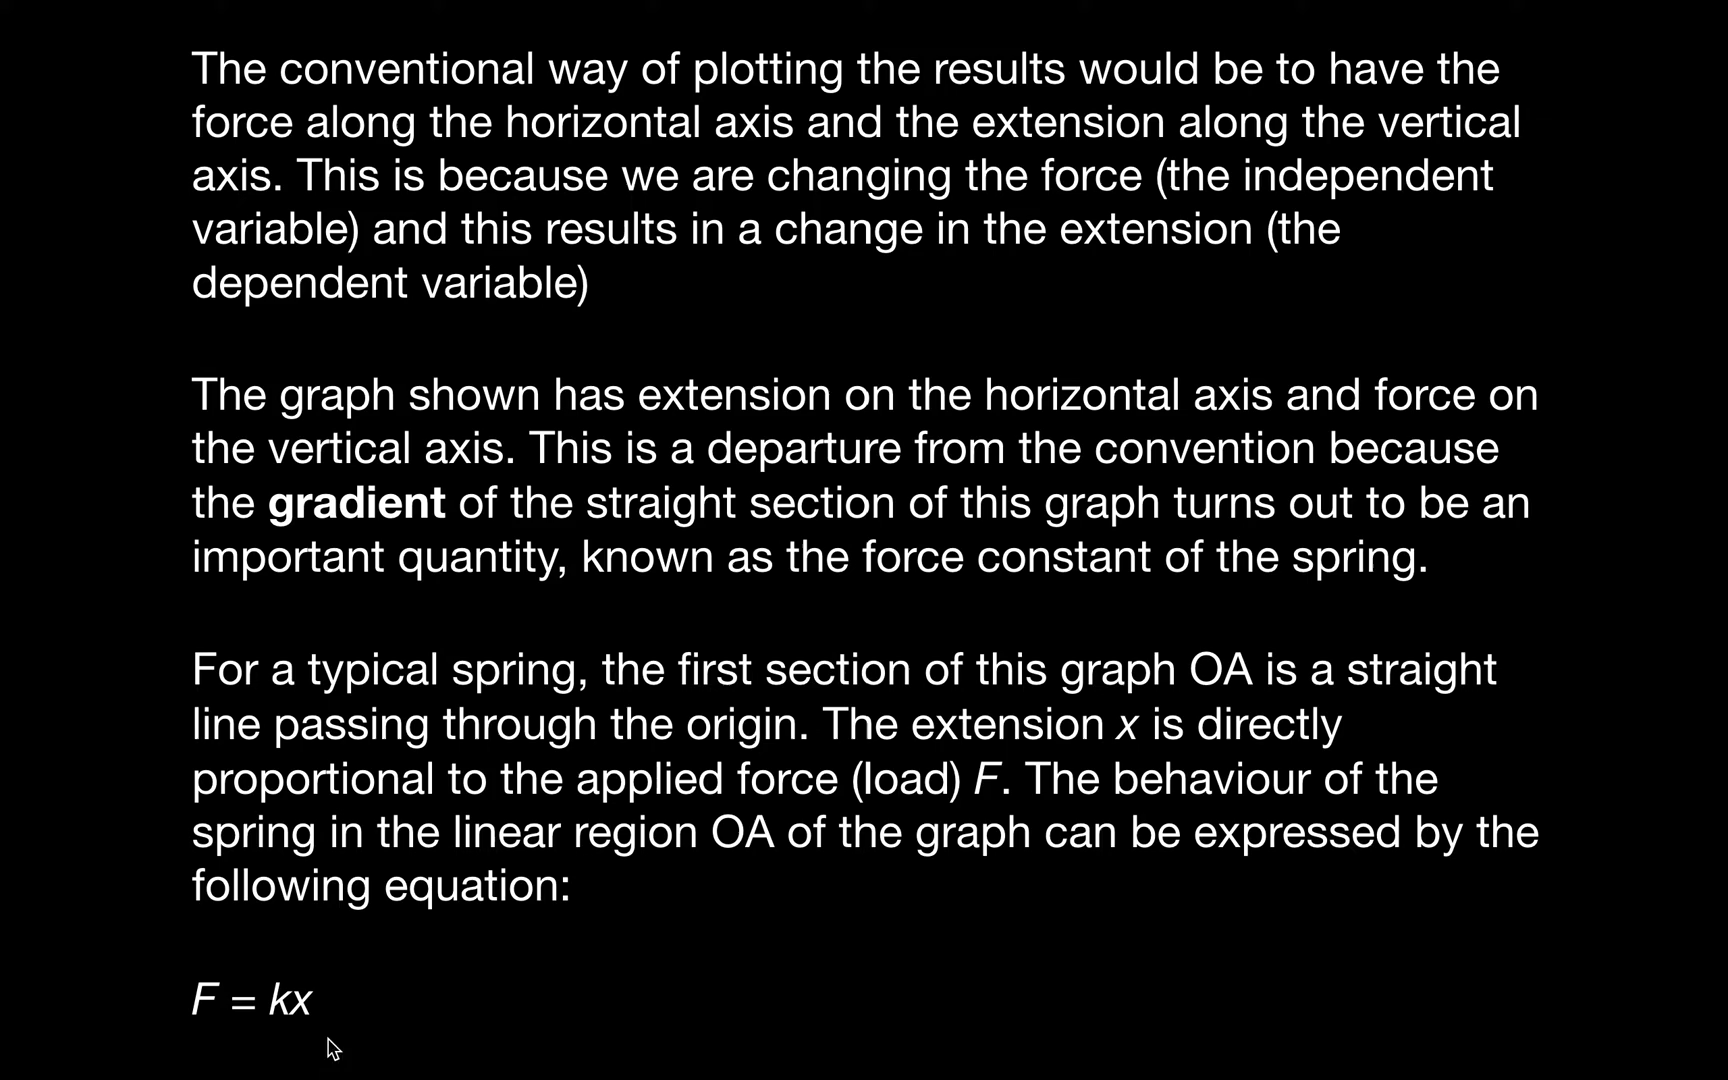 The conventional way of plotting the results would be to have the
force along the horizontal axis and the extension along the vertical
axis. This is because we are changing the force (the independent
variable) and this results in a change in the extension (the
dependent variable)
The graph shown has extension on the horizontal axis and force on
the vertical axis. This is a departure from the convention because
the gradient of the straight section of this graph turns out to be an
important quantity, known as the force constant of the spring.
For a typical spring, the first section of this graph OA is a straight
line passing through the origin. The extension x is directly
proportional to the applied force (load) F. The behaviour of the
spring in the linear region OA of the graph can be expressed by the
following equation:
F = kx